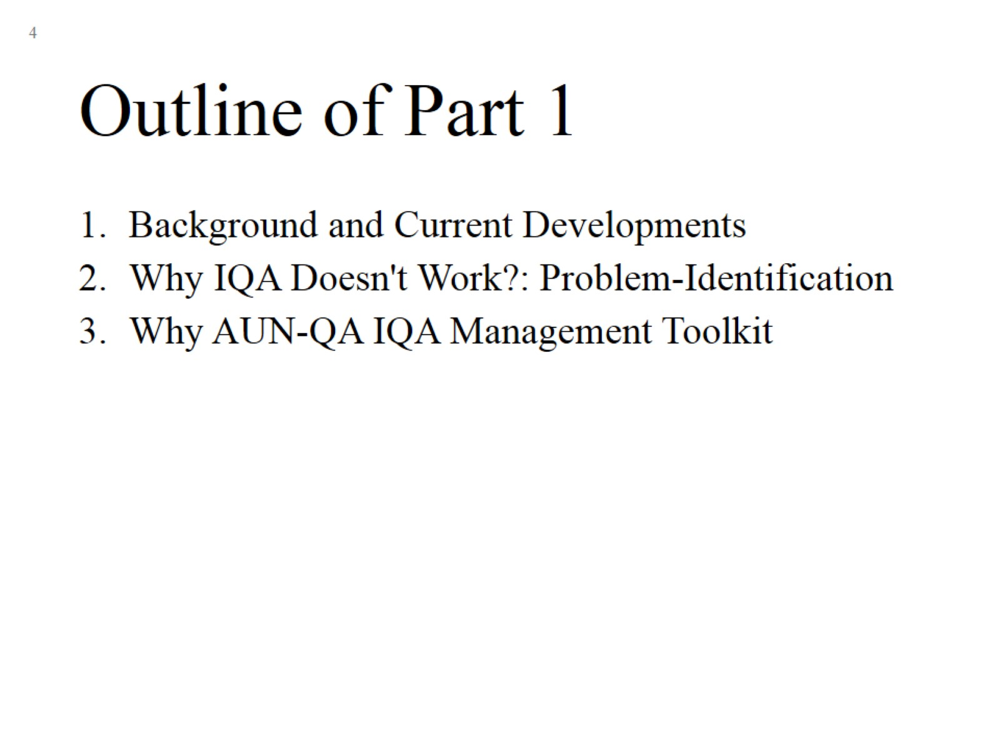 4
Outline of Part 1
1. Background and Current Developments
2. Why IQA Doesn't Work?: Problem-Identification
3. Why AUN-QA IQA Management Toolkit